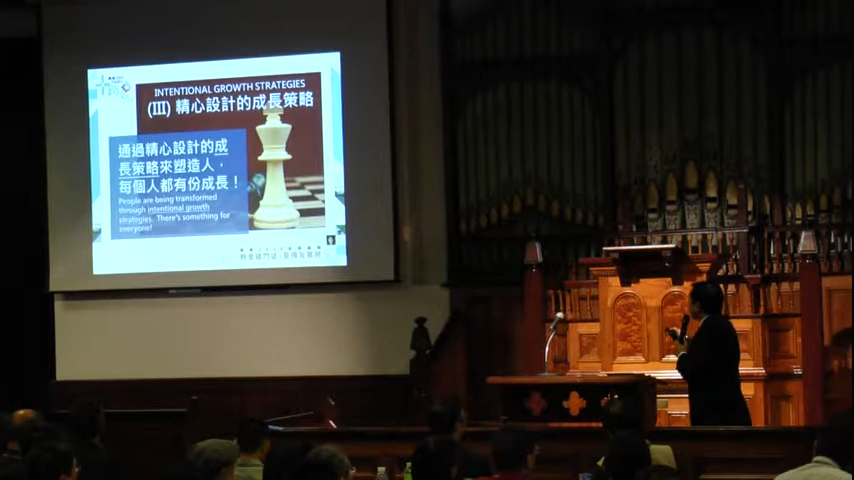 INTENTIONAL GROWTH STRATEGIES
(III) 精心設計的成長策略
通過精心設計的成
長策略來塑造人，
每個人都有份成長！
People are being transformed
through intentional growth
strategies. There's something for
everyone!